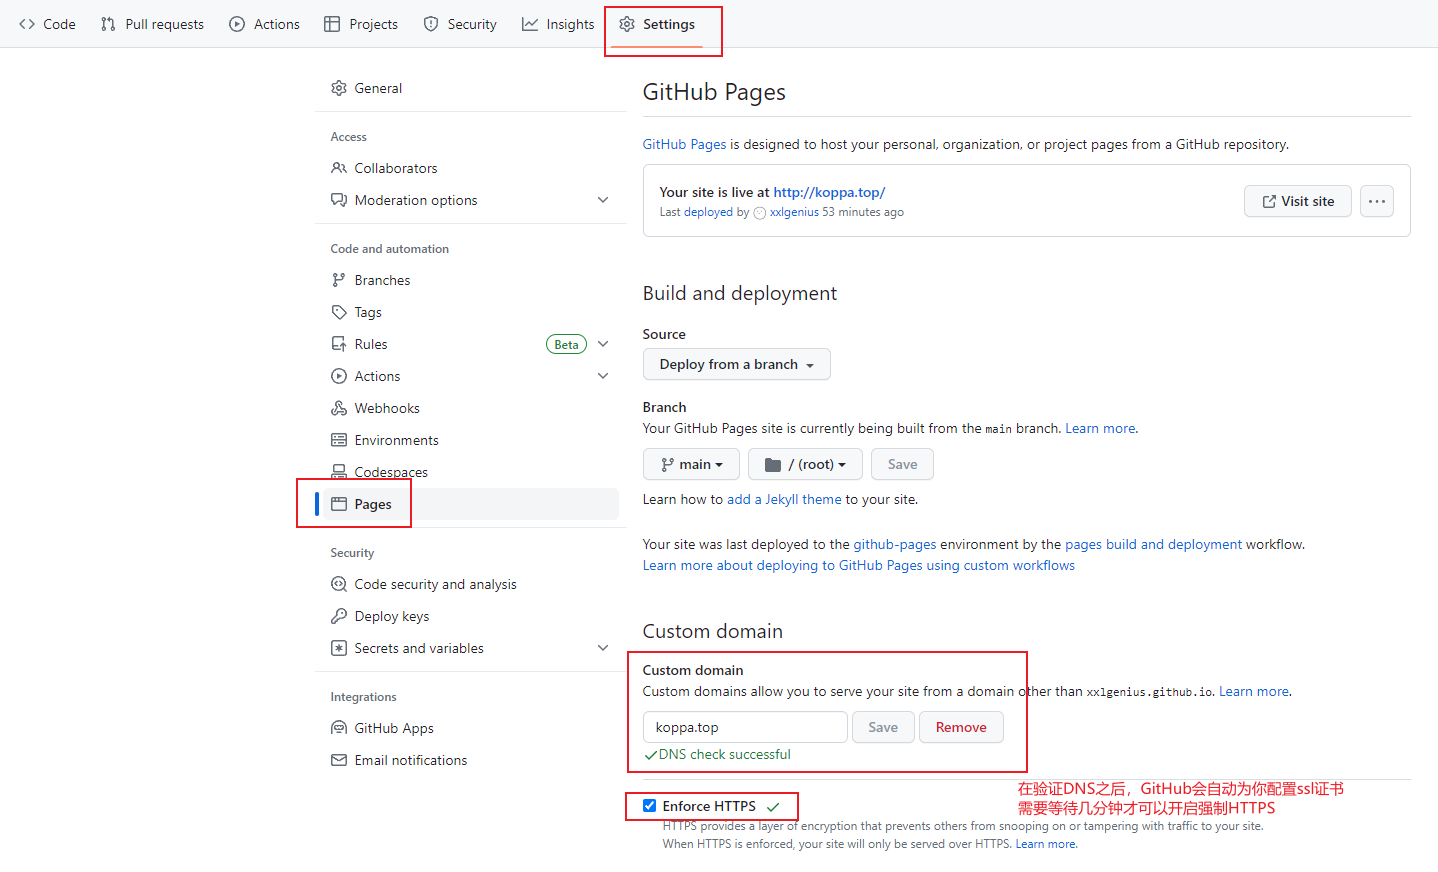 Code Pull requests Actions Projects Security Insights Settings
General
Access
Collaborators
Moderation options
Code and automation
Branches
Tags
Rules Beta
Actions
Webhooks
Environments
Codespaces
Pages
Security
Code security and analysis
Deploy keys
Secrets and variables
Integrations
GitHub Apps
Email notifications
GitHub Pages
GitHub Pages is designed to host your personal, organization, or project pages from a GitHub repository.
Your site is live at http://koppa.top/
Last deployed by xxlgenius 53 minutes ago
Visit site
Build and deployment
Source
Deploy from a branch
Branch
Your GitHub Pages site is currently being built from the main branch. Learn more.
main / (root) Save
Learn how to add a Jekyll theme to your site.
Your site was last deployed to the github-pages environment by the pages build and deployment workflow.
Learn more about deploying to GitHub Pages using custom workflows
Custom domain
Custom domain
Custom domains allow you to serve your site from a domain other than xxlgenius.github.io. Learn more.
koppa.top Save Remove
DNS check successful
在验证DNS之后，GitHub会自动为你配置ssl证书
需要等待几分钟才可以开启强制HTTPS
Enforce HTTPS
HTTPS provides a layer of encryption that prevents others from snooping on or tampering with traffic to your site.
When HTTPS is enforced, your site will only be served over HTTPS. Learn more.